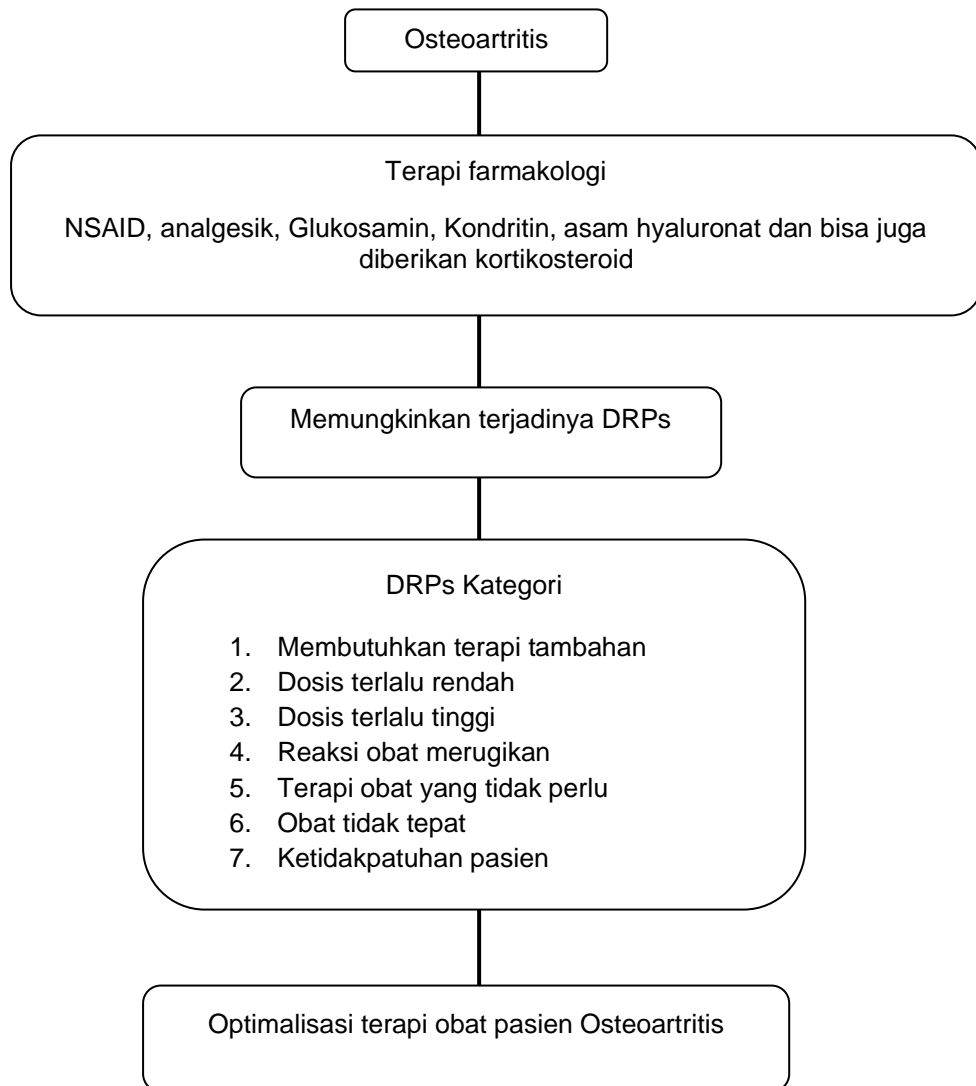 Osteoartritis
Terapi farmakologi
NSAID, analgesik, Glukosamin, Kondritin, asam hyaluronat dan bisa juga
diberikan kortikosteroid
Memungkinkan terjadinya DRPs
DRPs Kategori
1. Membutuhkan terapi tambahan
2. Dosis terlalu rendah
3. Dosis terlalu tinggi
4. Reaksi obat merugikan
5. Terapi obat yang tidak perlu
6. Obat tidak tepat
7. Ketidakpatuhan pasien
Optimalisasi terapi obat pasien Osteoartritis